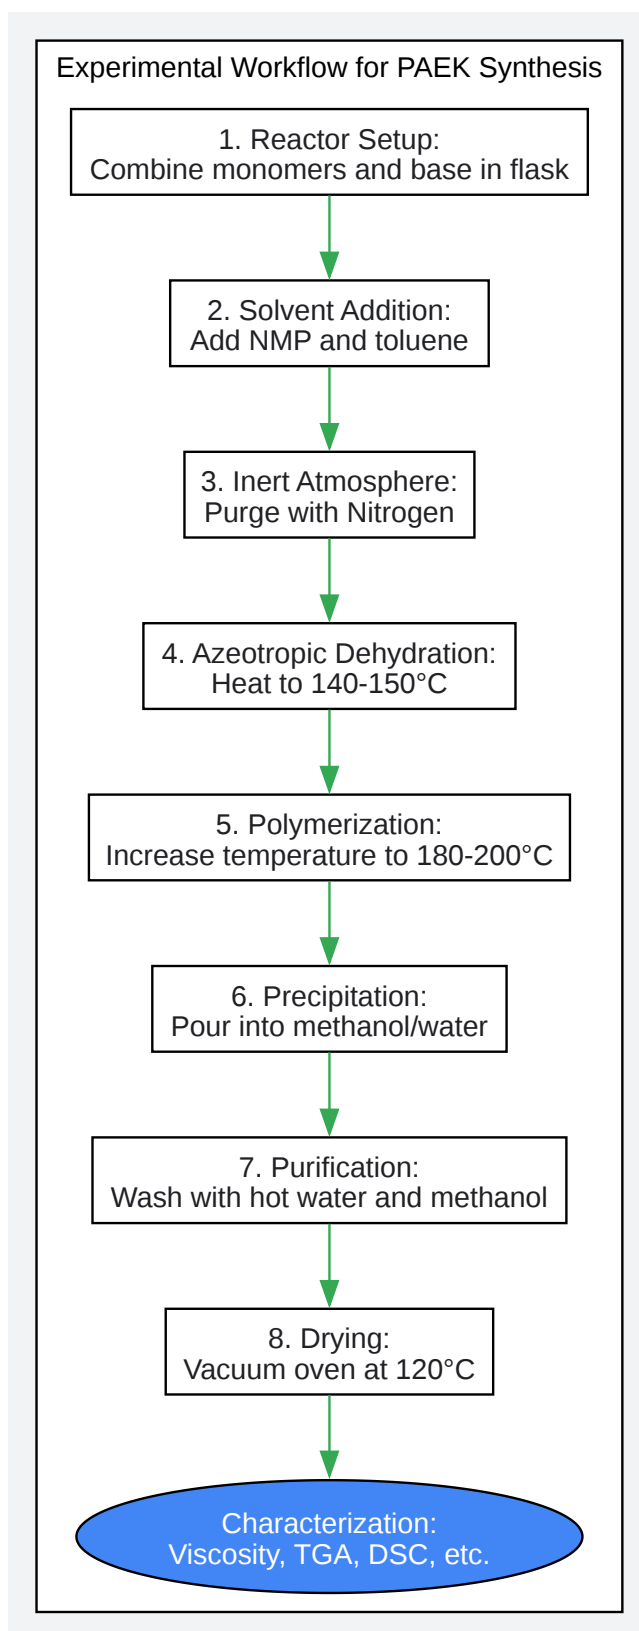 Experimental Workflow for PAEK Synthesis
1. Reactor Setup:
Combine monomers and base in flask
2. Solvent Addition:
Add NMP and toluene
3. Inert Atmosphere:
Purge with Nitrogen
4. Azeotropic Dehydration:
Heat to 140-150°C
5. Polymerization:
Increase temperature to 180-200°C
6. Precipitation:
Pour into methanol/water
7. Purification:
Wash with hot water and methanol
8. Drying:
Vacuum oven at 120°C
Characterization:
Viscosity, TGA, DSC, etc.